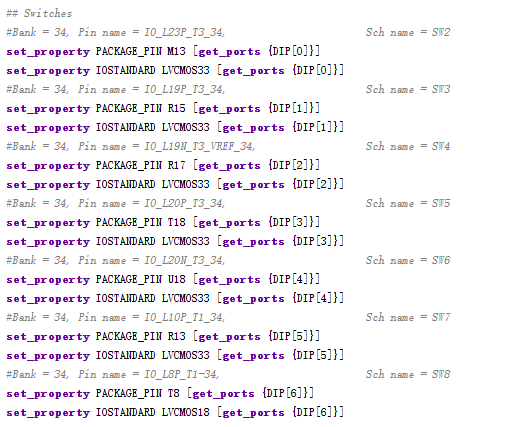 ## Switches
#Bank = 34, Pin name = IO_L23P_T3_34, Sch name = SW2
set_property PACKAGE_PIN M13 [get_ports {DIP[0]}]
set_property IOSTANDARD LVCMOS33 [get_ports {DIP[0]}]
#Bank = 34, Pin name = IO_L19P_T3_34, Sch name = SW3
set_property PACKAGE_PIN R15 [get_ports {DIP[1]}]
set_property IOSTANDARD LVCMOS33 [get_ports {DIP[1]}]
#Bank = 34, Pin name = IO_L19N_T3_VREF_34, Sch name = SW4
set_property PACKAGE_PIN R17 [get_ports {DIP[2]}]
set_property IOSTANDARD LVCMOS33 [get_ports {DIP[2]}]
#Bank = 34, Pin name = IO_L20P_T3_34, Sch name = SW5
set_property PACKAGE_PIN T18 [get_ports {DIP[3]}]
set_property IOSTANDARD LVCMOS33 [get_ports {DIP[3]}]
#Bank = 34, Pin name = IO_L20N_T3_34, Sch name = SW6
set_property PACKAGE_PIN U18 [get_ports {DIP[4]}]
set_property IOSTANDARD LVCMOS33 [get_ports {DIP[4]}]
#Bank = 34, Pin name = IO_L10P_T1_34, Sch name = SW7
set_property PACKAGE_PIN R13 [get_ports {DIP[5]}]
set_property IOSTANDARD LVCMOS33 [get_ports {DIP[5]}]
#Bank = 34, Pin name = IO_L8P_T1-34, Sch name = SW8
set_property PACKAGE_PIN T8 [get_ports {DIP[6]}]
set_property IOSTANDARD LVCMOS18 [get_ports {DIP[6]}]